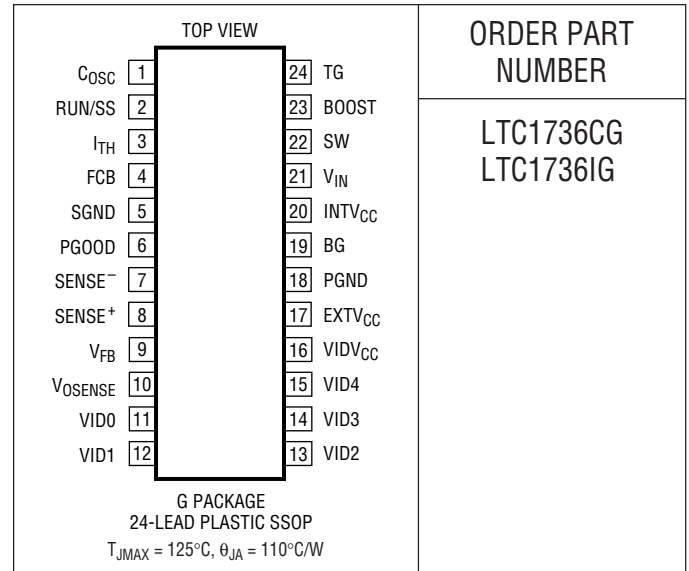 TOP VIEW
C_OSC 1
RUN/SS 2
I_TH 3
FCB 4
SGND 5
PGOOD 6
SENSE⁻ 7
SENSE⁺ 8
V_FB 9
V_OSENSE 10
VID0 11
VID1 12
24 TG
23 BOOST
22 SW
21 V_IN
20 INTV_CC
19 BG
18 PGND
17 EXTV_CC
16 VIDV_CC
15 VID4
14 VID3
13 VID2
G PACKAGE
24-LEAD PLASTIC SSOP
T_JMAX = 125°C, θ_JA = 110°C/W
ORDER PART
NUMBER
LTC1736CG
LTC1736IG